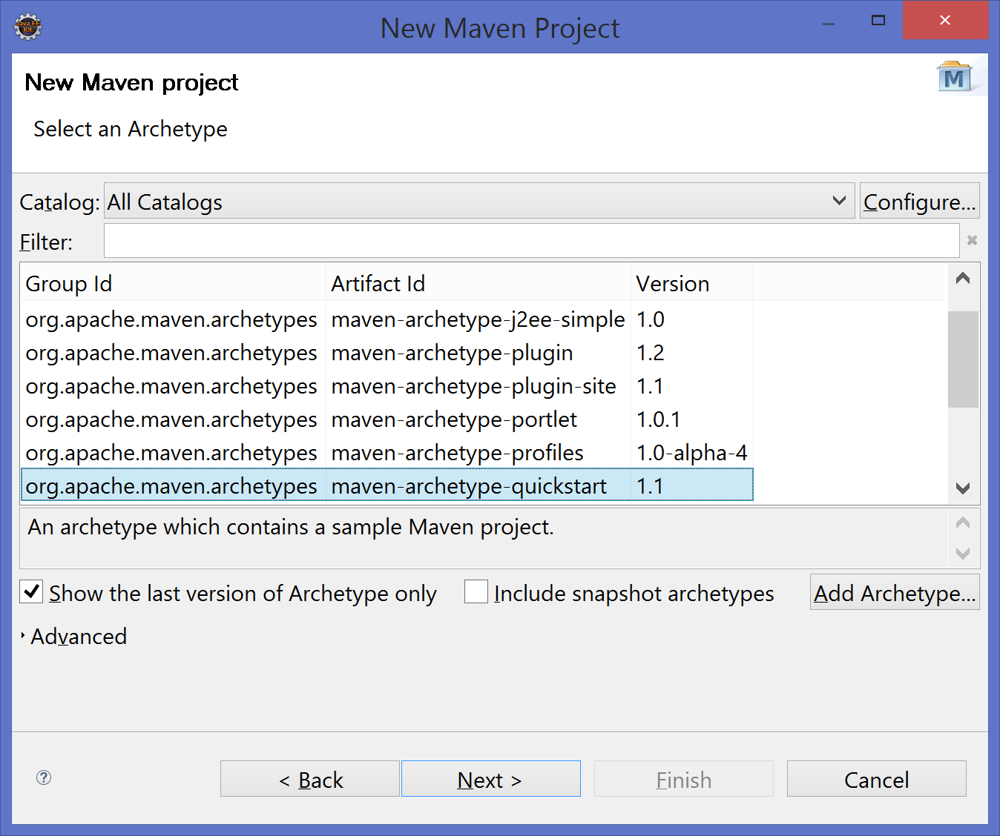 Java EE
IDE
New Maven Project
New Maven project
M
Select an Archetype
Catalog: All Catalogs Configure...
Filter:
Group Id Artifact Id Version
org.apache.maven.archetypes maven-archetype-j2ee-simple 1.0
org.apache.maven.archetypes maven-archetype-plugin 1.2
org.apache.maven.archetypes maven-archetype-plugin-site 1.1
org.apache.maven.archetypes maven-archetype-portlet 1.0.1
org.apache.maven.archetypes maven-archetype-profiles 1.0-alpha-4
org.apache.maven.archetypes maven-archetype-quickstart 1.1
An archetype which contains a sample Maven project.
Show the last version of Archetype only Include snapshot archetypes Add Archetype...
Advanced
? < Back Next > Finish Cancel